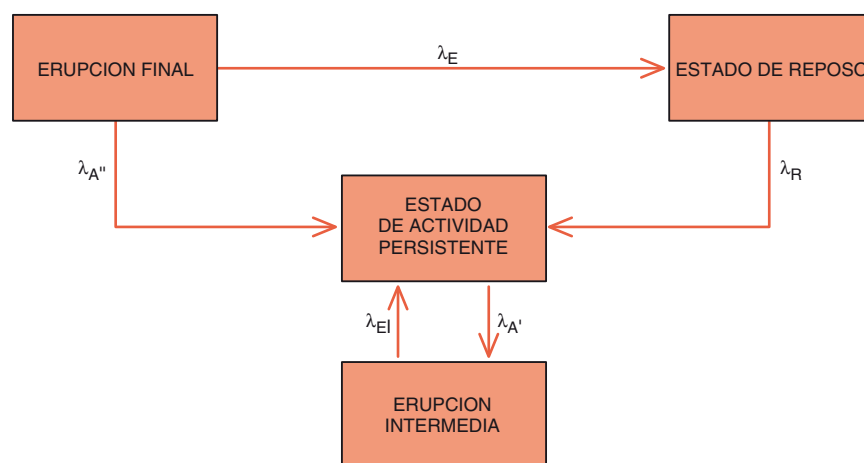 ERUPCION FINAL
λE
ESTADO DE REPOSO
λA"
λR
ESTADO
DE ACTIVIDAD
PERSISTENTE
λEI
λA'
ERUPCION
INTERMEDIA